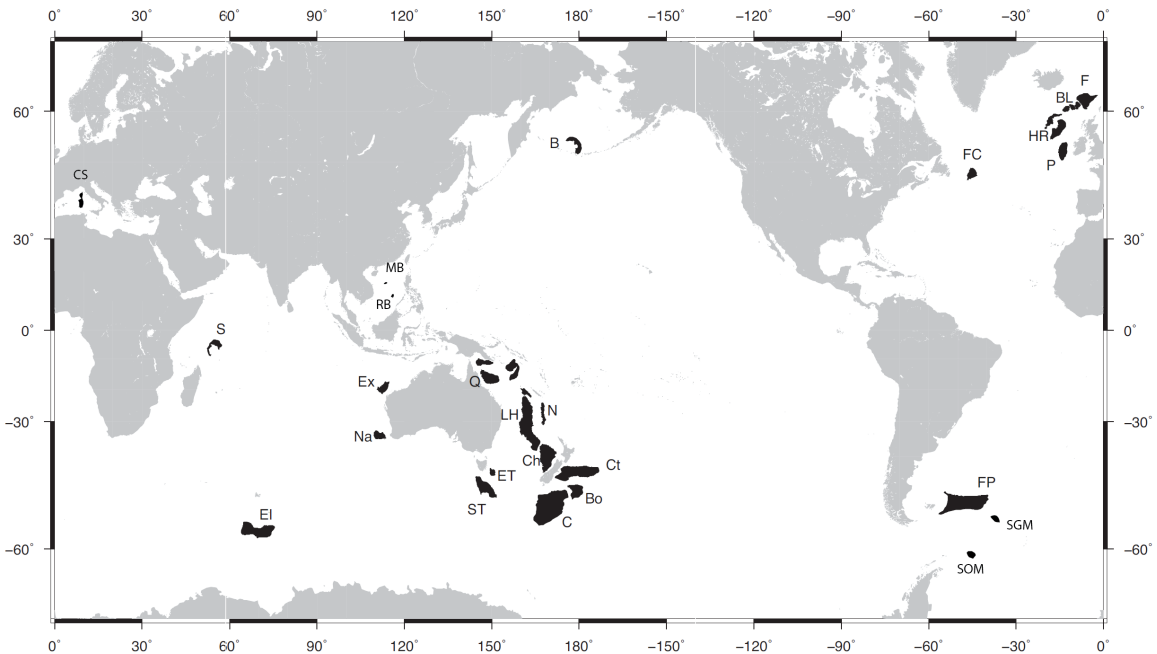 0° 30° 60° 90° 120° 150° 180° −150° −120° −90° −60° −30° 0°
F
BL
60° 60°
HR
B
FC
P
CS
30° 30°
MB
RB
0° S 0°
Ex Q
LH N
−30° −30°
Na
Ch Ct
ET
FP
Bo
ST
EI C
SGM
−60° −60°
SOM
0° 30° 60° 90° 120° 150° 180° −150° −120° −90° −60° −30° 0°